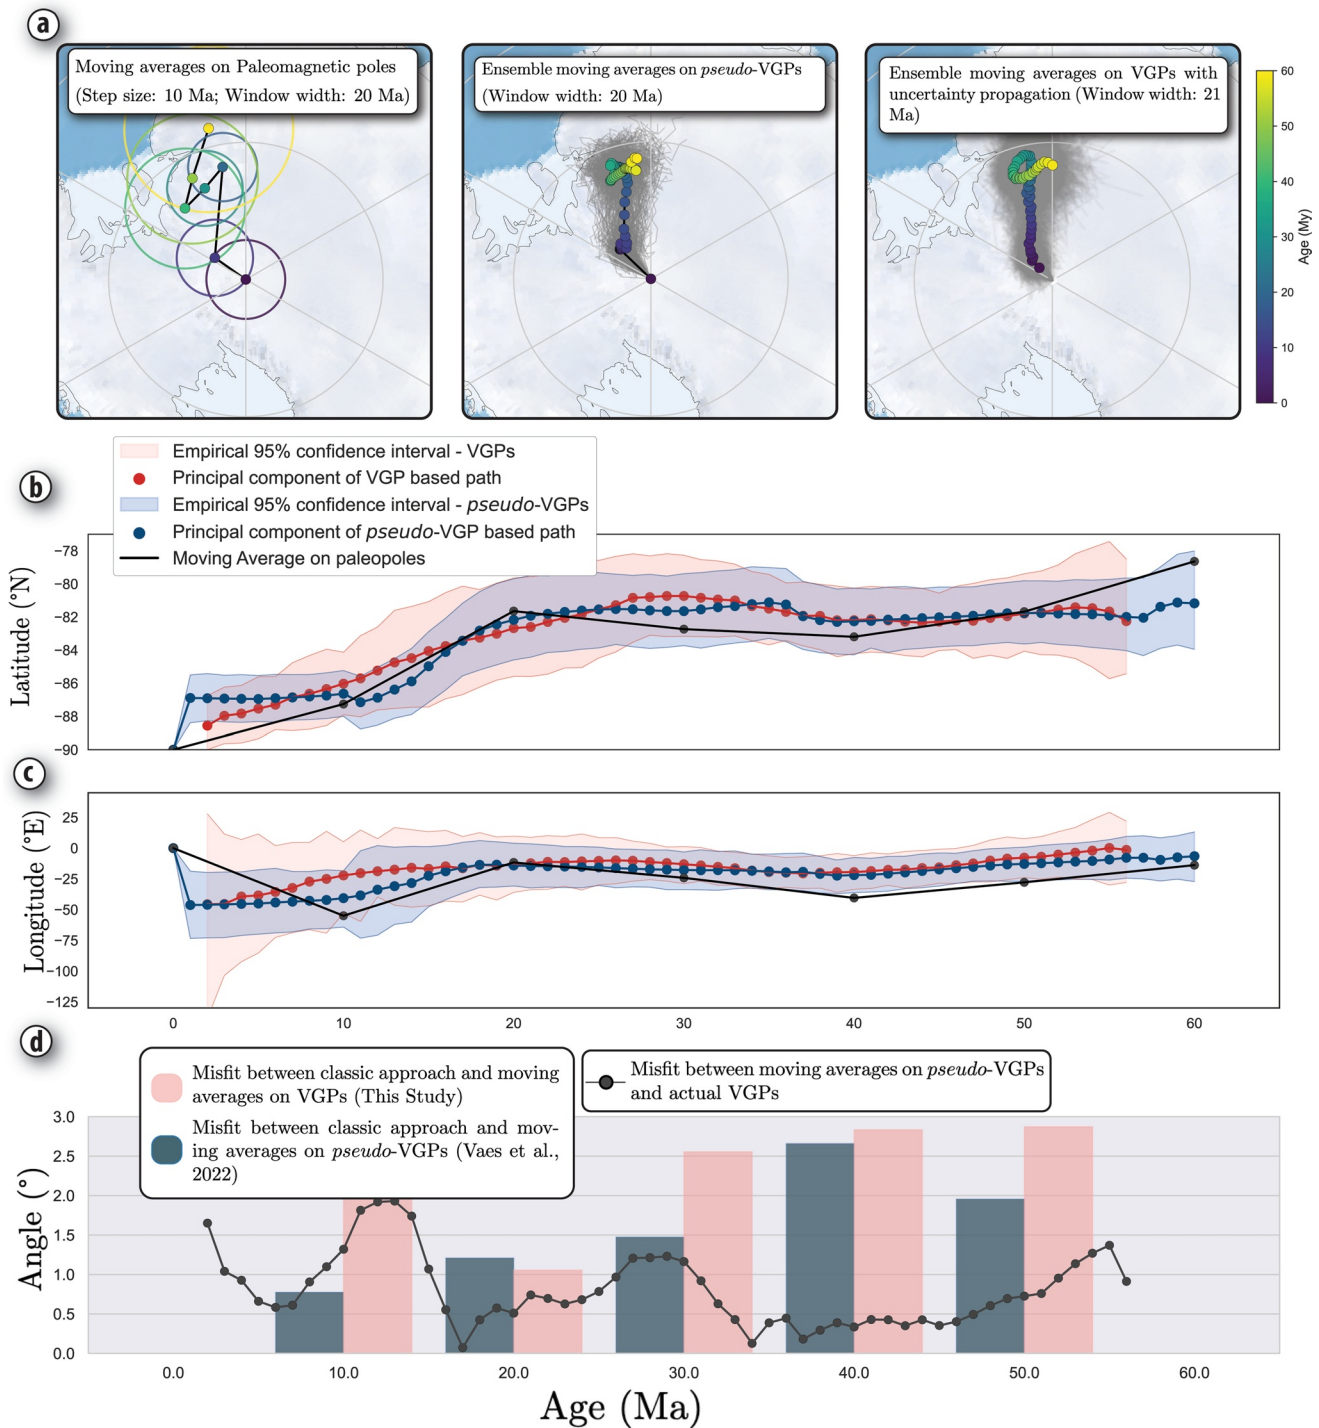 a
Moving averages on Paleomagnetic poles
(Step size: 10 Ma; Window width: 20 Ma)
Ensemble moving averages on pseudo-VGPs
(Window width: 20 Ma)
Ensemble moving averages on VGPs with
uncertainty propagation (Window width: 21
Ma)
60
50
40
30
20
10
0
Age (My)
b
Empirical 95% confidence interval - VGPs
Principal component of VGP based path
Empirical 95% confidence interval - pseudo-VGPs
Principal component of pseudo-VGP based path
Moving Average on paleopoles
Latitude (°N)
−78
−80
−82
−84
−86
−88
−90
c
Longitude (°E)
25
0
−25
−50
−75
−100
−125
0 10 20 30 40 50 60
d
Misfit between classic approach and moving
averages on VGPs (This Study)
Misfit between classic approach and mov-
ing averages on pseudo-VGPs (Vaes et al.,
2022)
Misfit between moving averages on pseudo-VGPs
and actual VGPs
Angle (°)
3.0
2.5
2.0
1.5
1.0
0.5
0.0
0.0 10.0 20.0 30.0 40.0 50.0 60.0
Age (Ma)